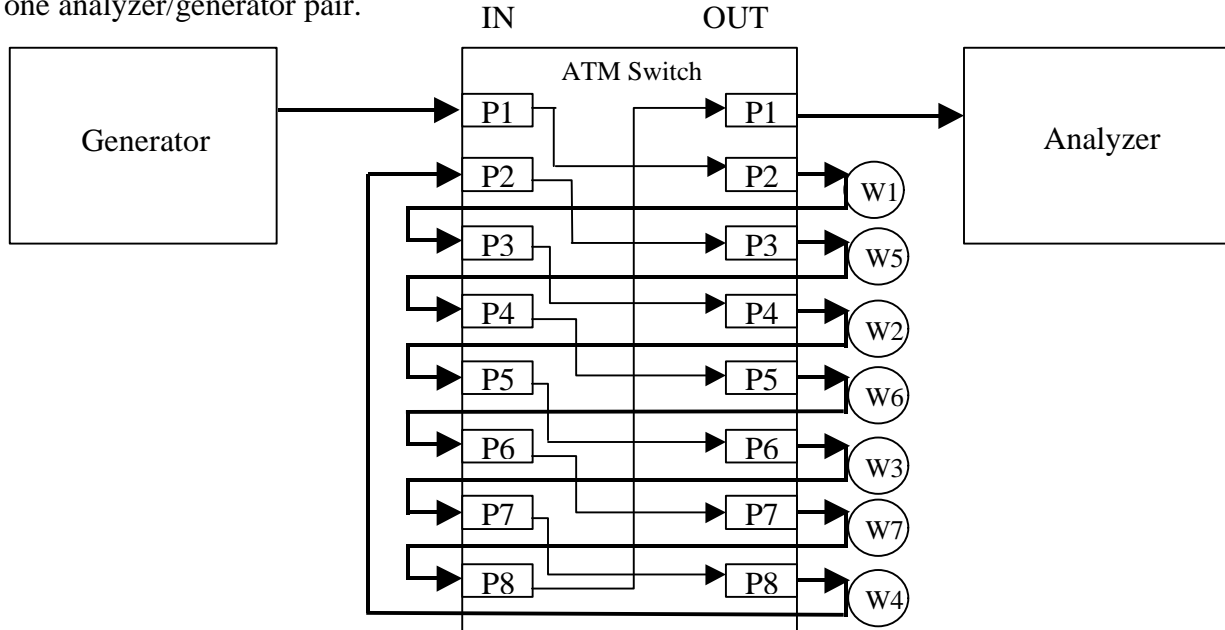 one analyzer/generator pair.
IN OUT
ATM Switch
Generator
Analyzer
P1 P1
P2 P2 W1
P3 P3 W5
P4 P4 W2
P5 P5 W6
P6 P6 W3
P7 P7 W7
P8 P8 W4